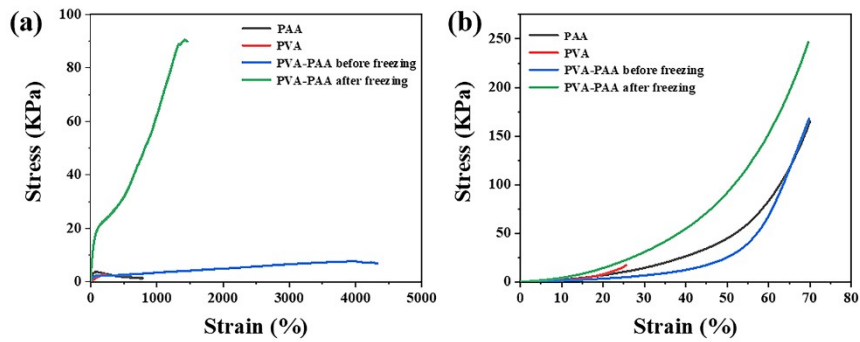 (a)
100
80
60
40
20
0
Stress (KPa)
PAA
PVA
PVA-PAA before freezing
PVA-PAA after freezing
0 1000 2000 3000 4000 5000
Strain (%)
(b)
250
200
150
100
50
0
Stress (KPa)
PAA
PVA
PVA-PAA before freezing
PVA-PAA after freezing
0 10 20 30 40 50 60 70 80
Strain (%)